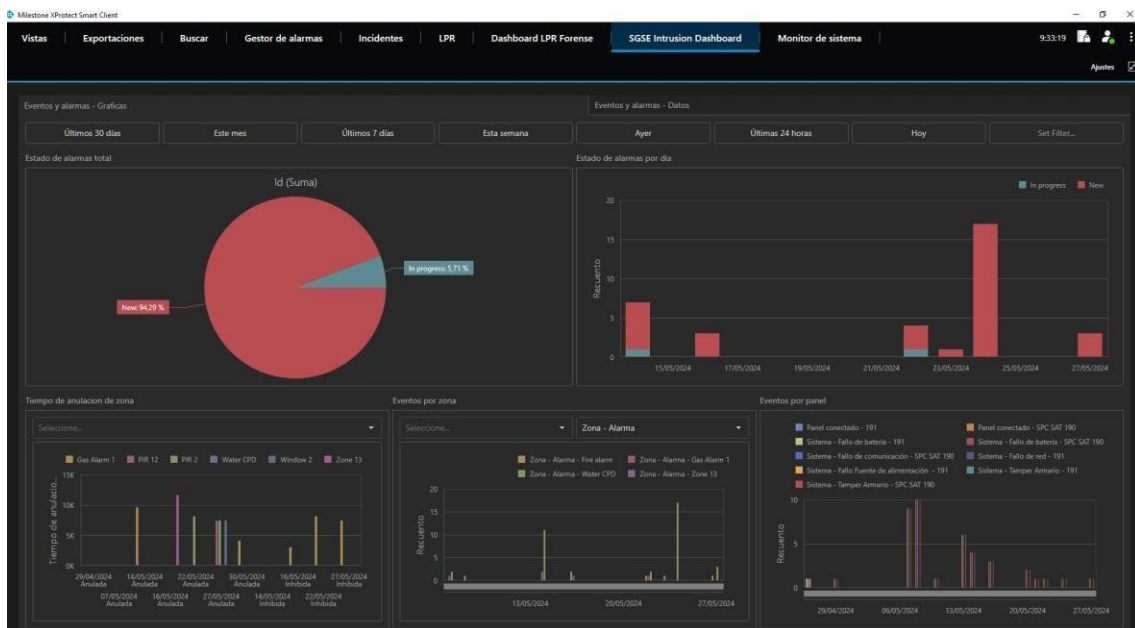 Milestone XProtect Smart Client
Vistas Exportaciones Buscar Gestor de alarmas Incidentes LPR Dashboard LPR Forense SGSE Intrusion Dashboard Monitor de sistema 9:33:19
Ajustes
Eventos y alarmas - Graficas Eventos y alarmas - Datos
Últimos 30 días Este mes Últimos 7 días Esta semana Ayer Últimas 24 horas Hoy Set Filter...
Estado de alarmas total Estado de alarmas por dia
Id (Suma)
In progress New
New: 94,29 %
In progress: 5,71 %
Recuento
20
15
10
5
0
15/05/2024 17/05/2024 19/05/2024 21/05/2024 23/05/2024 25/05/2024 27/05/2024
Tiempo de anulacion de zona Eventos por zona Eventos por panel
Seleccione...
Gas Alarm 1 PIR 12 PIR 2 Water CPD Window 2 Zone 13
Tiempo de anulacio...
15K
10K
5K
0K
29/04/2024 Anulada 14/05/2024 Anulada 22/05/2024 Anulada 30/05/2024 Anulada 16/05/2024 Inhibida 27/05/2024 Inhibida
07/05/2024 Anulada 16/05/2024 Anulada 27/05/2024 Anulada 14/05/2024 Inhibida 22/05/2024 Inhibida
Seleccione... Zona - Alarma
Zona - Alarma - Fire alarm Zona - Alarma - Gas Alarm 1
Zona - Alarma - Water CPD Zona - Alarma - Zone 13
Recuento
20
15
10
5
0
13/05/2024 20/05/2024 27/05/2024
Panel conectado - 191 Panel conectado - SPC SAT 190
Sistema - Fallo de batería - 191 Sistema - Fallo de batería - SPC SAT 190
Sistema - Fallo de comunicación - SPC SAT 190 Sistema - Fallo de red - 191
Sistema - Fallo Fuente de alimentación - 191 Sistema - Tamper Armario - 191
Sistema - Tamper Armario - SPC SAT 190
Recuento
10
5
0
29/04/2024 06/05/2024 13/05/2024 20/05/2024 27/05/2024